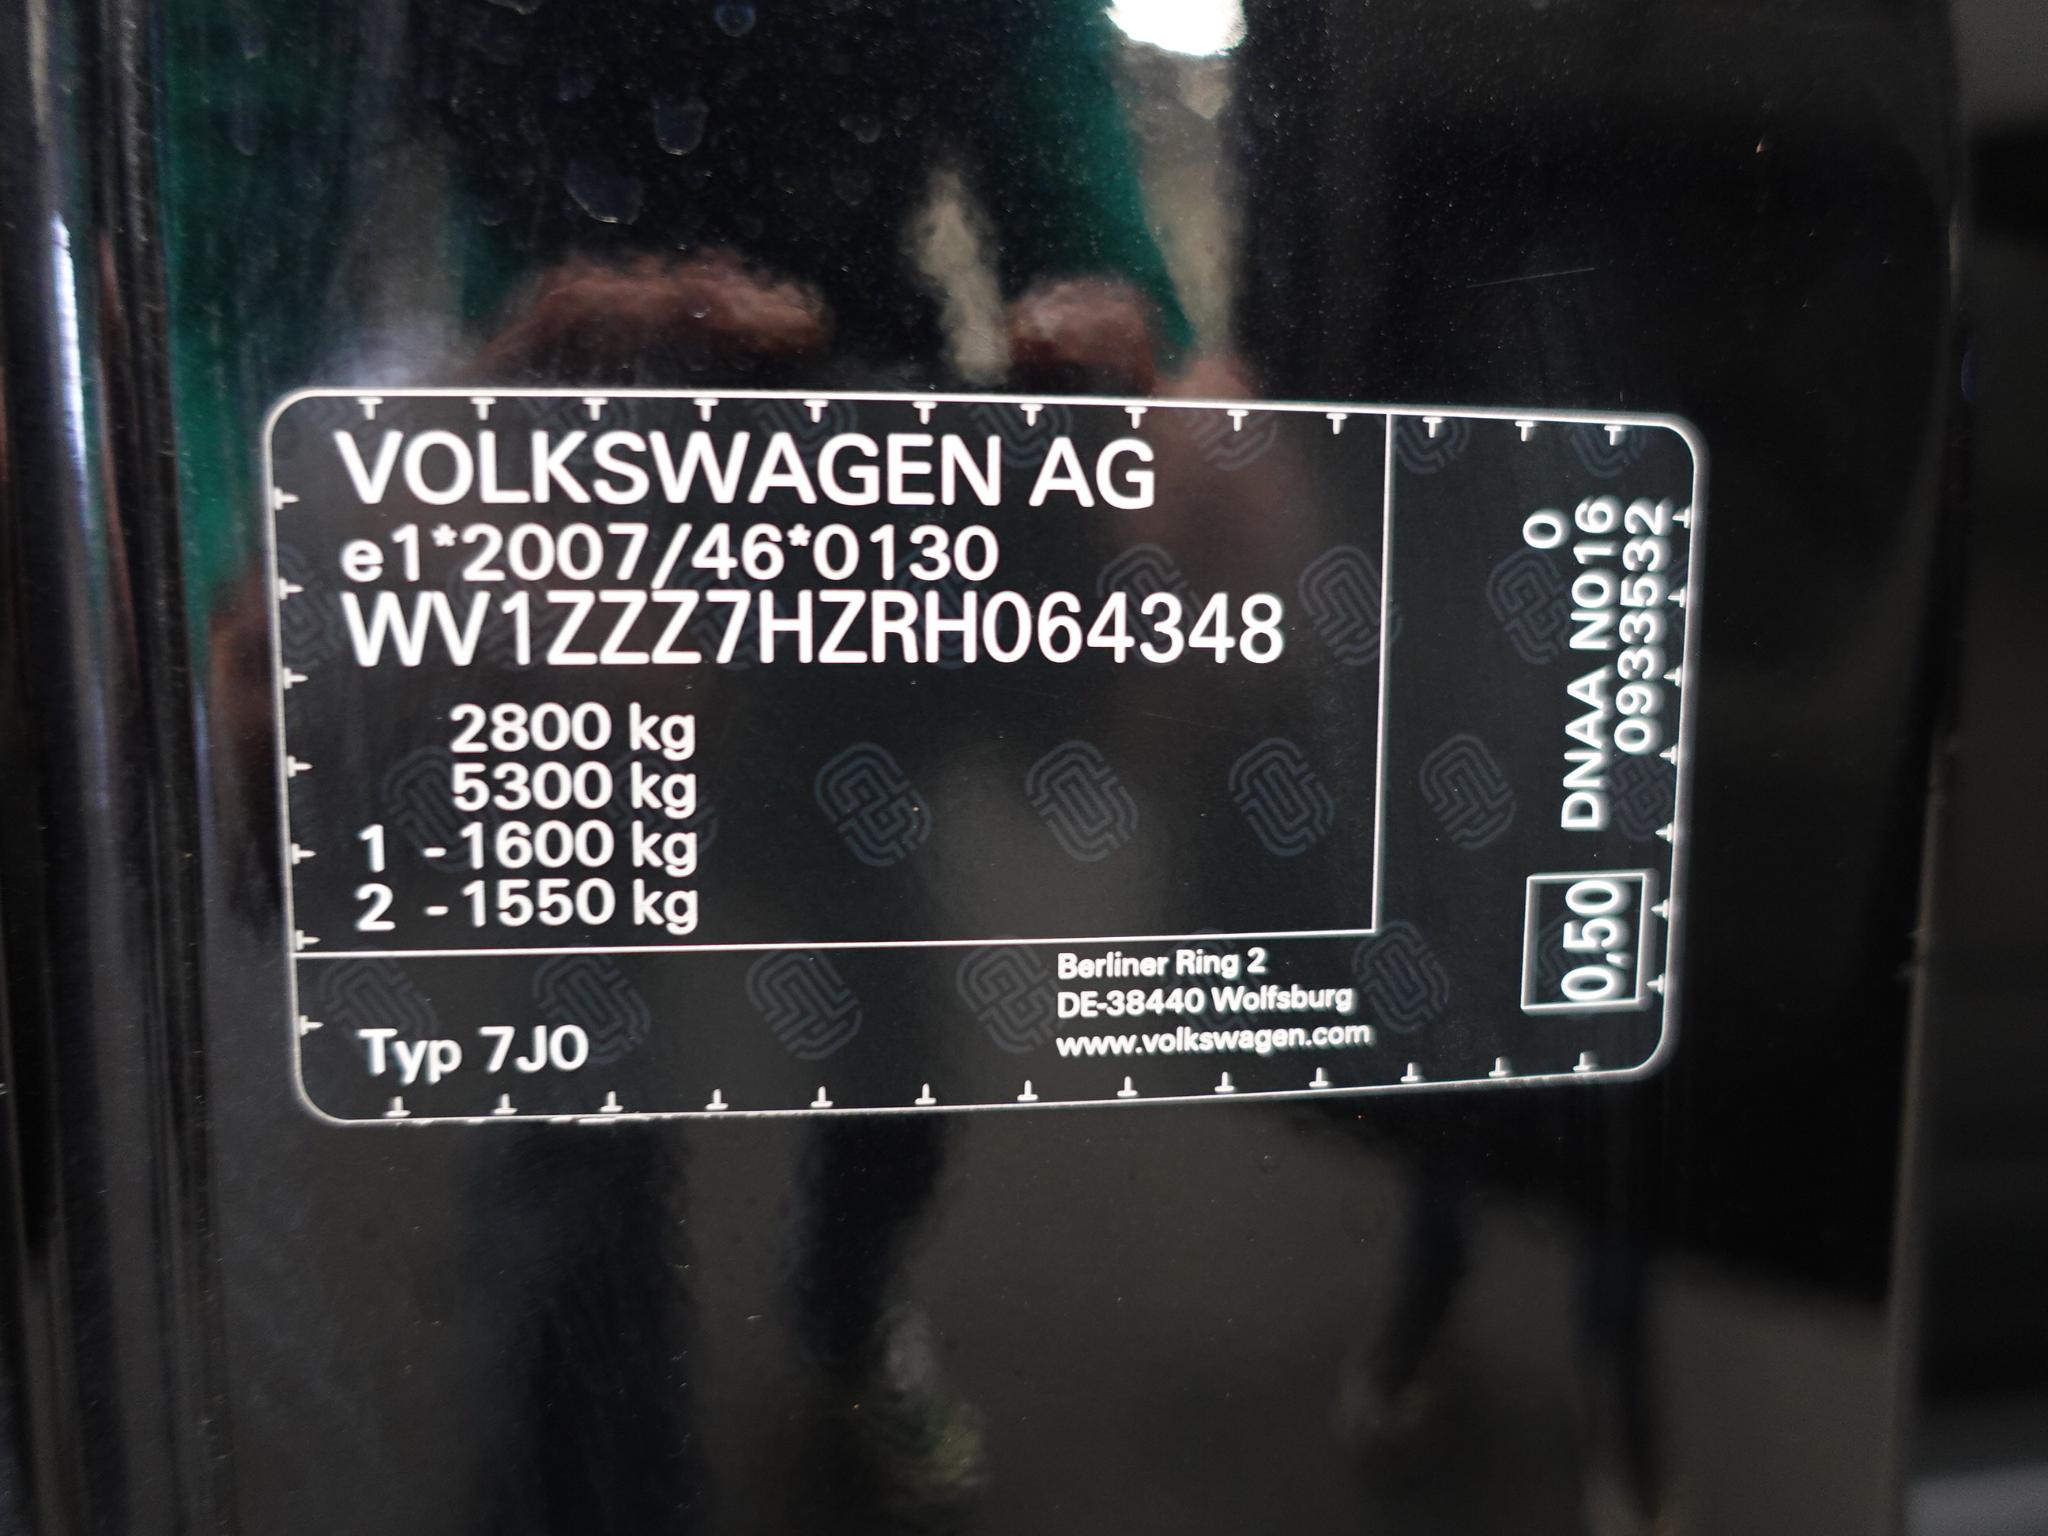 VOLKSWAGEN AG
e1*2007/46*0130
WV1ZZZ7HZRH064348
2800 kg
5300 kg
1 -1600 kg
2 -1550 kg
Typ 7J0
Berliner Ring 2
DE-38440 Wolfsburg
www.volkswagen.com
0
DNAA N016
0933532
0,50